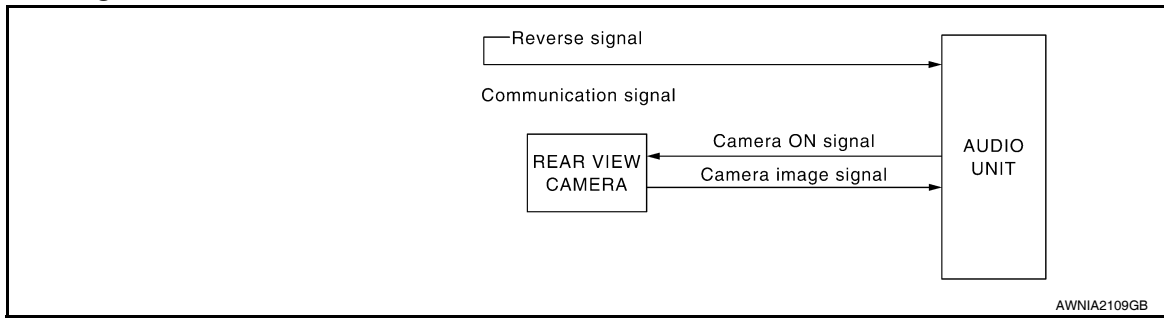 Reverse signal
Communication signal
Camera ON signal
REAR VIEW
CAMERA
Camera image signal
AUDIO
UNIT
AWNIA2109GB